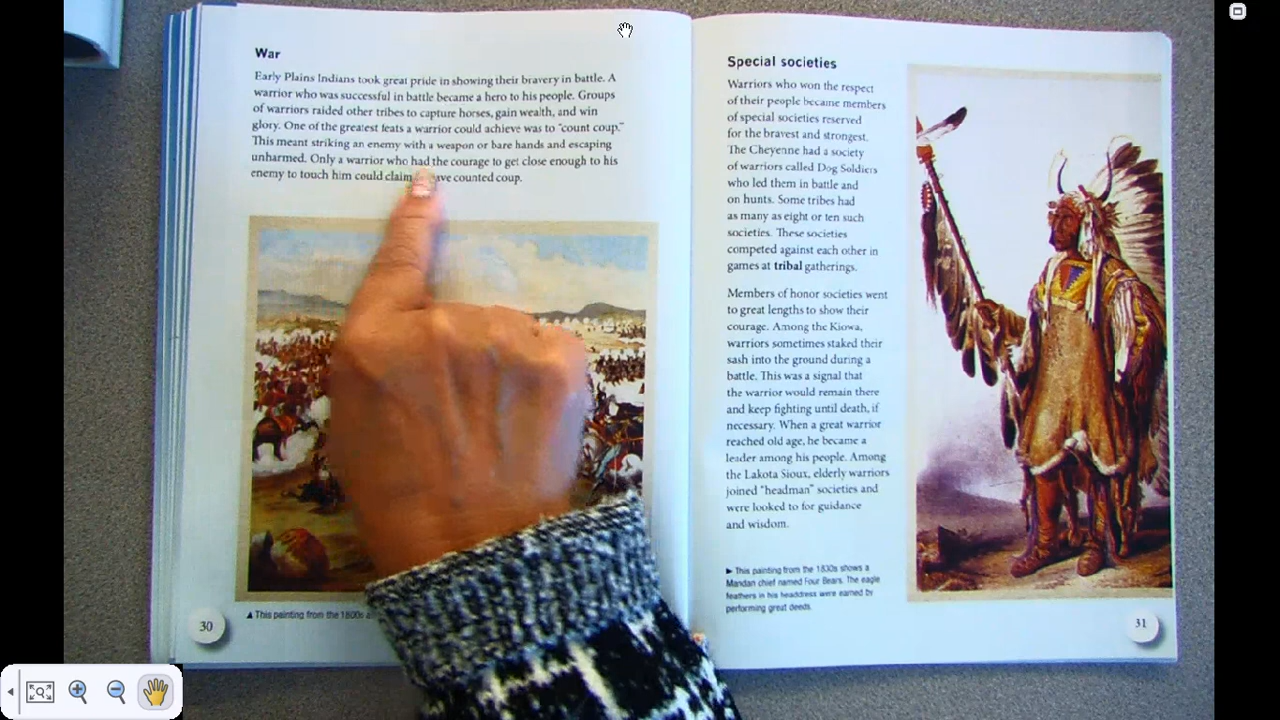 War
Early Plains Indians took great pride in showing their bravery in battle. A
warrior who was successful in battle became a hero to his people. Groups
of warriors raided other tribes to capture horses, gain wealth, and win
glory. One of the greatest feats a warrior could achieve was to "count coup."
This meant striking an enemy with a weapon or bare hands and escaping
unharmed. Only a warrior who had the courage to get close enough to his
enemy to touch him could claim counted coup.
▲ This painting from the 1800s
30
Special societies
Warriors who won the respect
of their people became members
of special societies reserved
for the bravest and strongest.
The Cheyenne had a society
of warriors called Dog Soldiers
who led them in battle and
on hunts. Some tribes had
as many as eight or ten such
societies. These societies
competed against each other in
games at tribal gatherings.
Members of honor societies went
to great lengths to show their
courage. Among the Kiowa,
warriors sometimes staked their
sash into the ground during a
battle. This was a signal that
the warrior would remain there
and keep fighting until death, if
necessary. When a great warrior
reached old age, he became a
leader among his people. Among
the Lakota Sioux, elderly warriors
joined "headman" societies and
were looked to for guidance
and wisdom.
► This painting from the 1830s shows a
Mandan chief named Four Bears. The eagle
feathers in his headdress were earned by
performing great deeds.
31